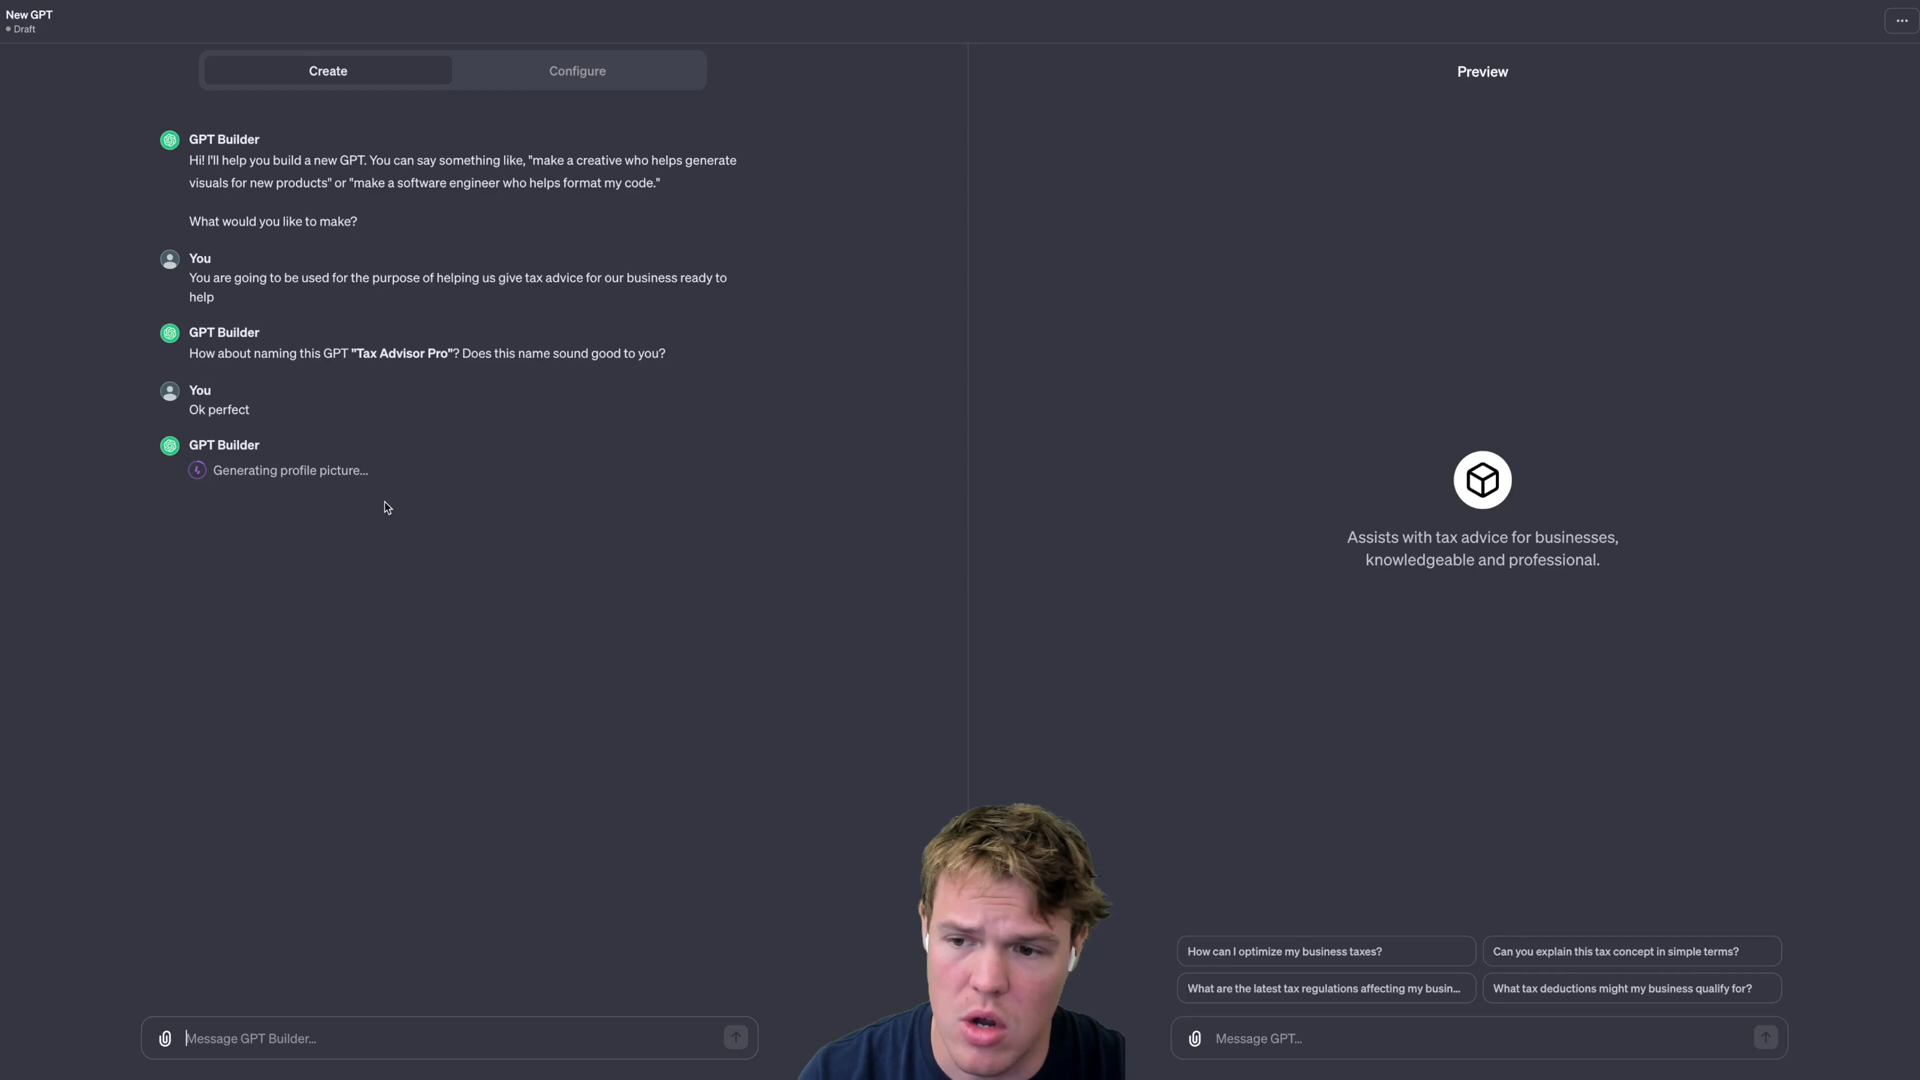 New GPT
Draft
Create
Configure
Preview
GPT Builder
Hi! I'll help you build a new GPT. You can say something like, "make a creative who helps generate
visuals for new products" or "make a software engineer who helps format my code."
What would you like to make?
You
You are going to be used for the purpose of helping us give tax advice for our business ready to
help
GPT Builder
How about naming this GPT "Tax Advisor Pro"? Does this name sound good to you?
You
Ok perfect
GPT Builder
Generating profile picture...
Message GPT Builder...
Assists with tax advice for businesses,
knowledgeable and professional.
How can I optimize my business taxes?
Can you explain this tax concept in simple terms?
What are the latest tax regulations affecting my busin...
What tax deductions might my business qualify for?
Message GPT...